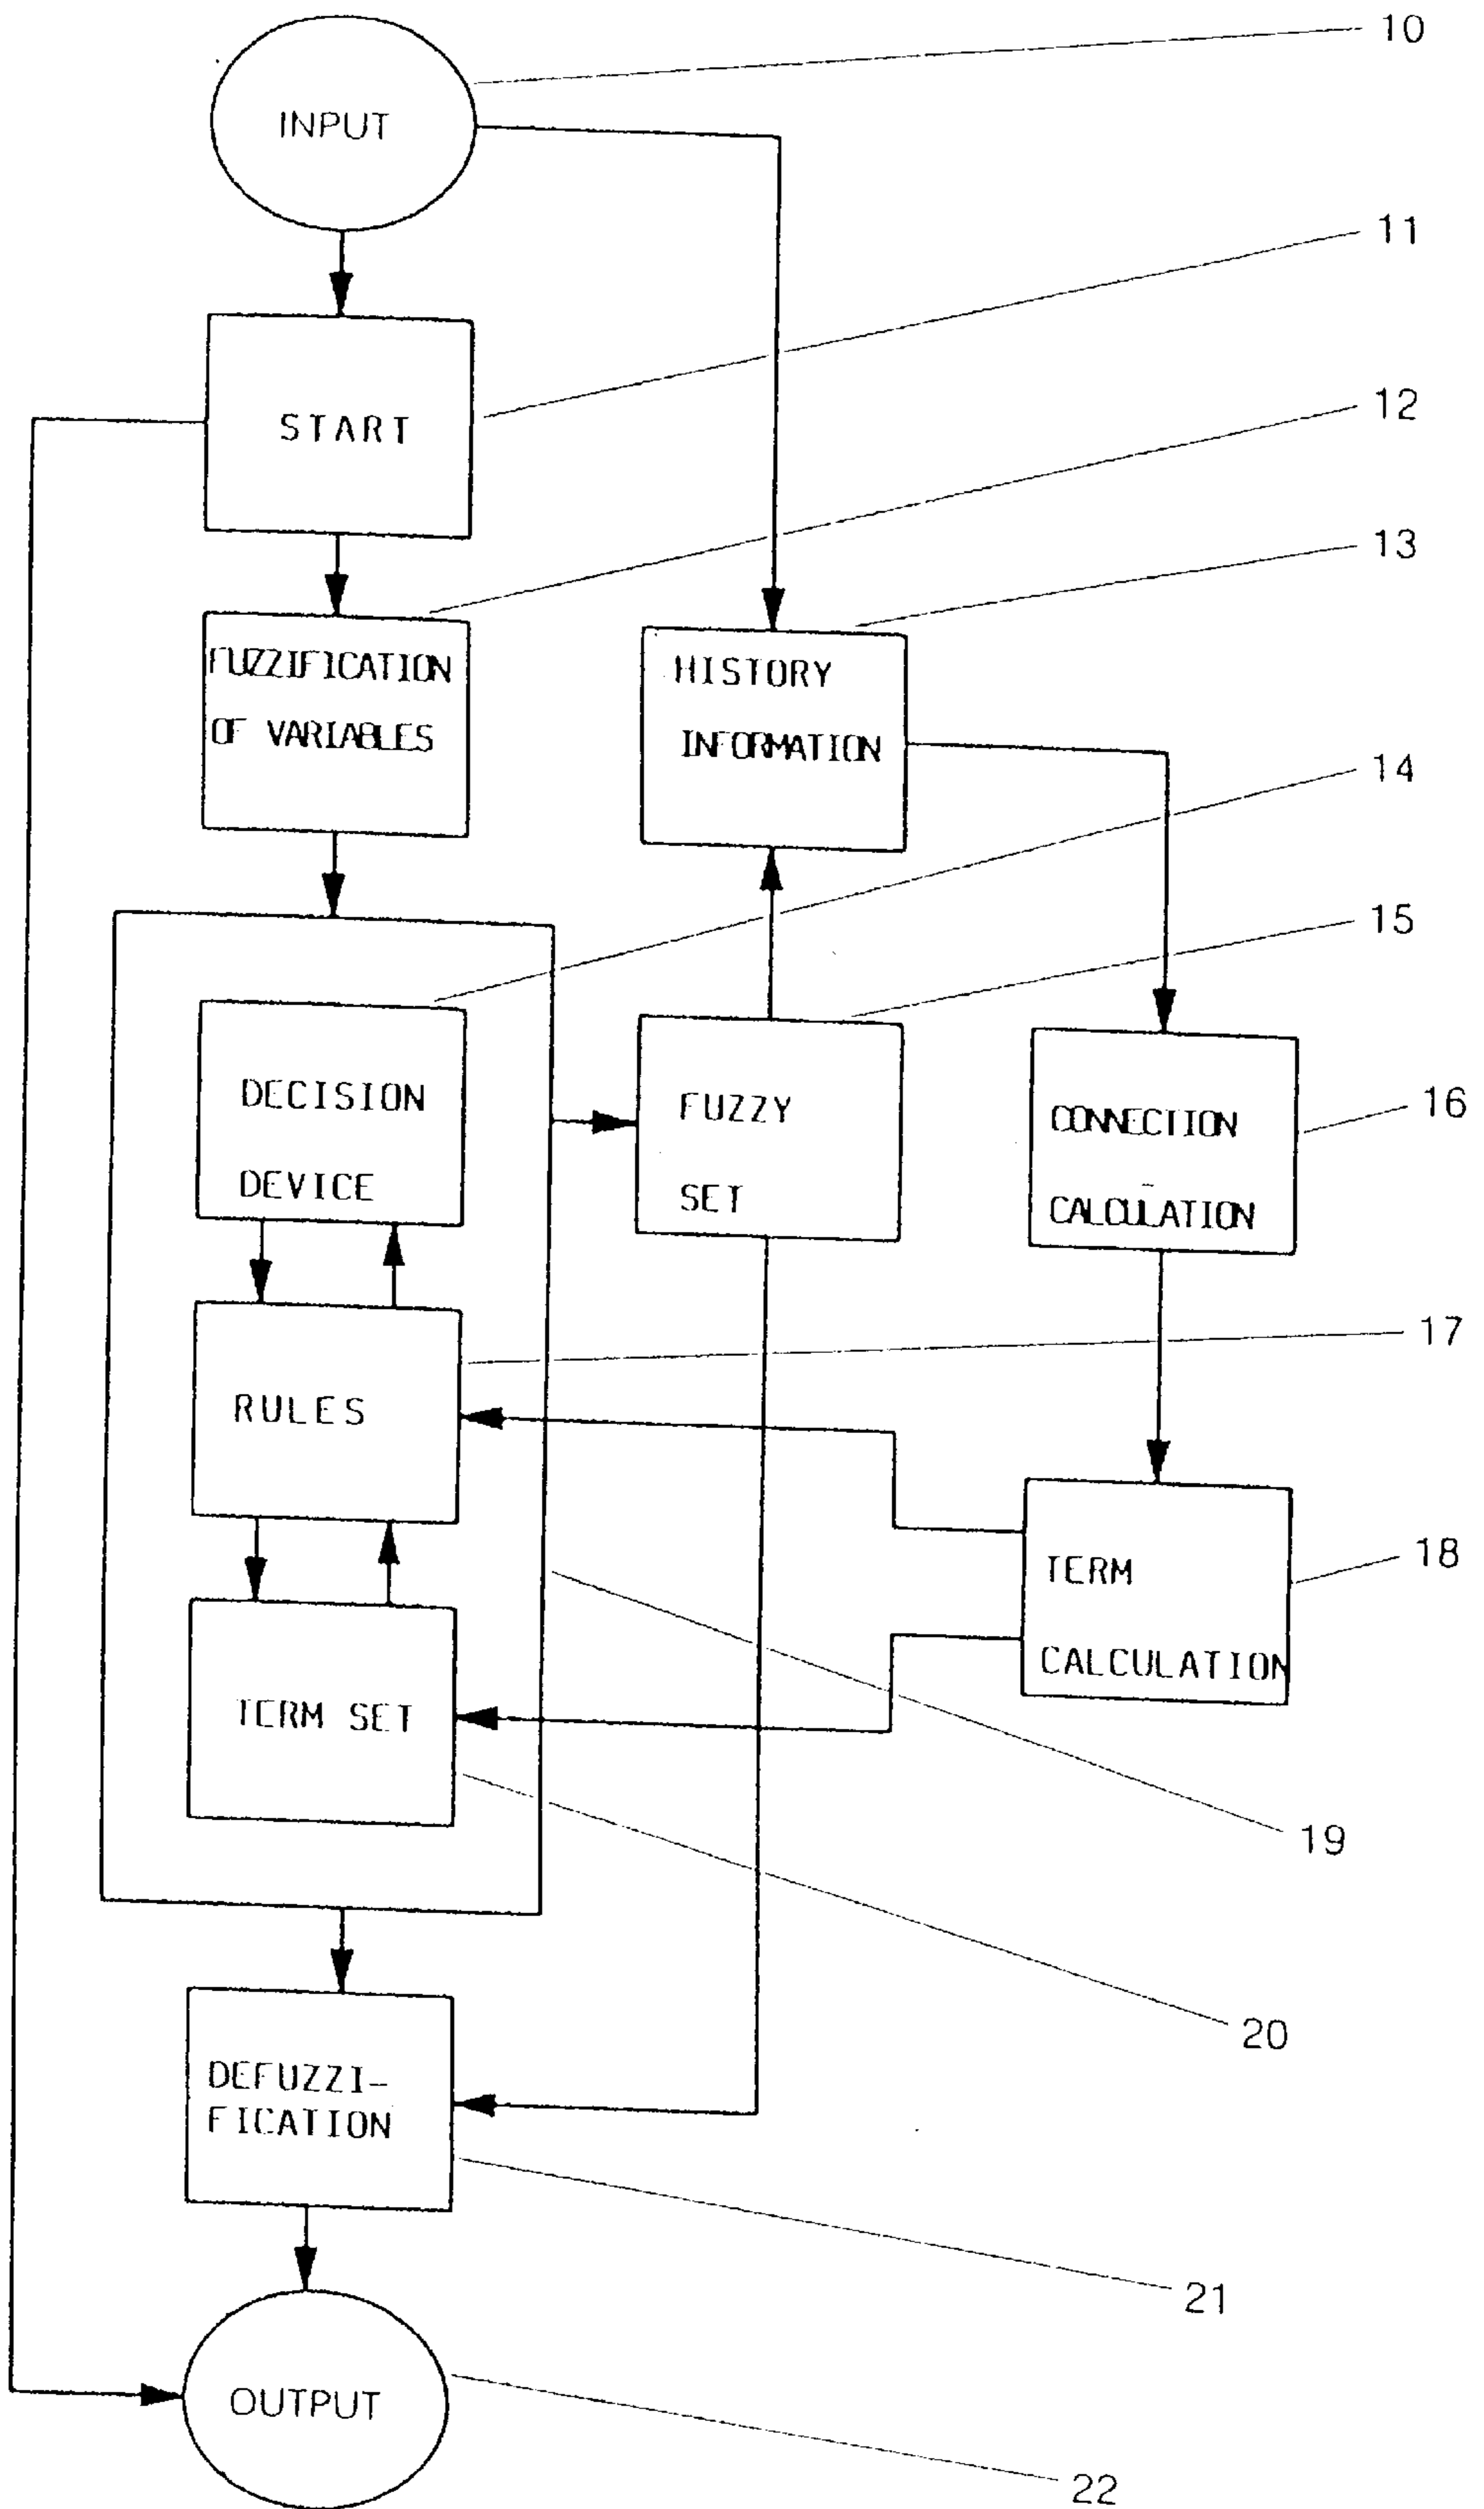 10
INPUT
11
START
12
13
FUZZIFICATION
OF VARIABLES
HISTORY
INFORMATION
14
15
DECISION
DEVICE
FUZZY
SET
16
CONNECTION
CALCULATION
17
RULES
18
TERM
CALCULATION
TERM SET
19
20
DEFUZZI-
FICATION
21
OUTPUT
22